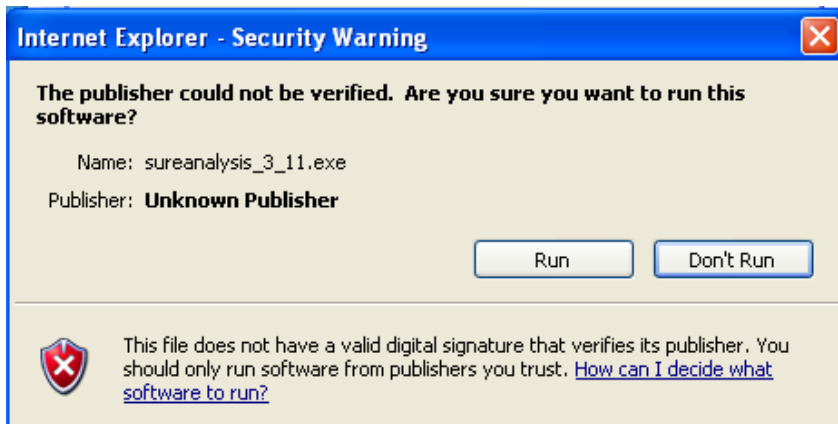 Internet Explorer - Security Warning
The publisher could not be verified.  Are you sure you want to run this
software?
Name: sureanalysis_3_11.exe
Publisher: Unknown Publisher
Run Don't Run
This file does not have a valid digital signature that verifies its publisher. You
should only run software from publishers you trust. How can I decide what
software to run?